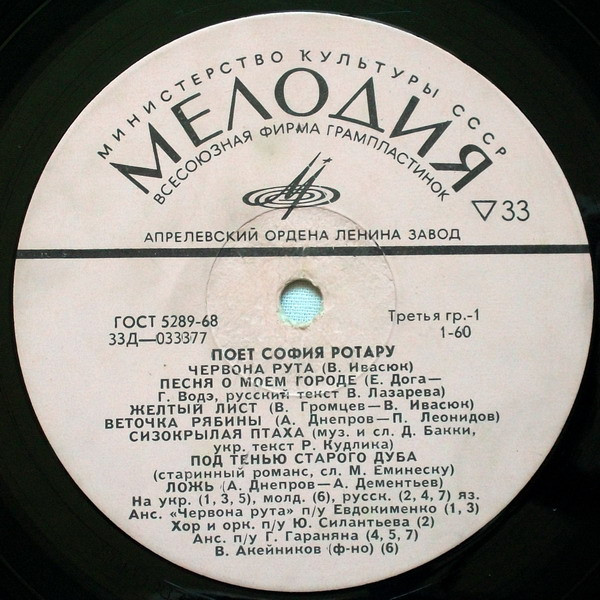 МИНИСТЕРСТВО КУЛЬТУРЫ СССР
МЕЛОДИЯ
ВСЕСОЮЗНАЯ ФИРМА ГРАМПЛАСТИНОК
▽33
АПРЕЛЕВСКИЙ ОРДЕНА ЛЕНИНА ЗАВОД
ГОСТ 5289-68
Третья гр.-1
33Д—033377
1-60
ПОЕТ СОФИЯ РОТАРУ
ЧЕРВОНА РУТА (В. Ивасюк)
ПЕСНЯ О МОЕМ ГОРОДЕ (Е. Дога—
Г. Водэ, русский текст В. Лазарева)
ЖЕЛТЫЙ ЛИСТ (В. Громцев—В. Ивасюк)
ВЕТОЧКА РЯБИНЫ (А. Днепров—П. Леонидов)
СИЗОКРЫЛАЯ ПТАХА (муз. и сл. Д. Бакки,
укр. текст Р. Кудлика)
ПОД ТЕНЬЮ СТАРОГО ДУБА
(старинный романс, сл. М. Еминеску)
ЛОЖЬ (А. Днепров—А. Дементьев)
На укр. (1, 3, 5), молд. (6), русск. (2, 4, 7) яз.
Анс. «Червона рута» п/у Евдокименко (1, 3)
Хор и орк. п/у Ю. Силантьева (2)
Анс. п/у Г. Гараняна (4, 5, 7)
В. Акейников (ф-но) (6)